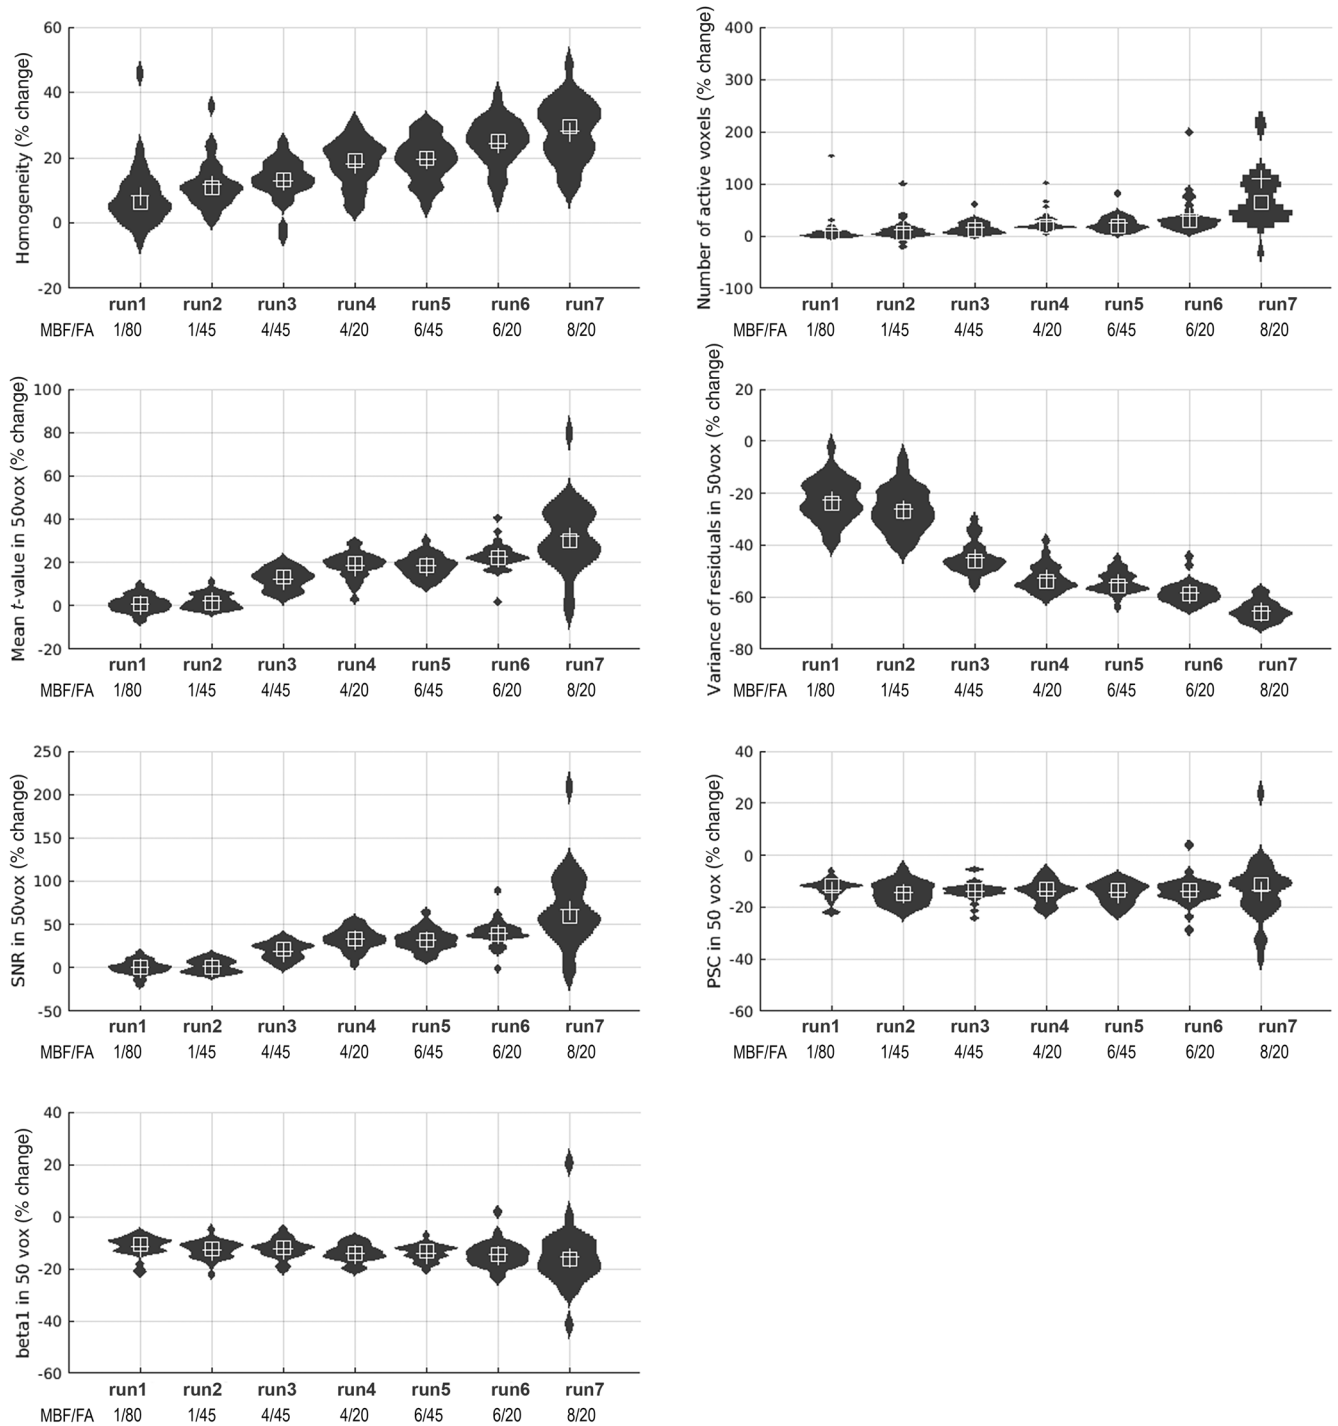 Homogeneity (% change)
60
40
20
0
-20
run1 run2 run3 run4 run5 run6 run7
MBF/FA 1/80 1/45 4/45 4/20 6/45 6/20 8/20
Number of active voxels (% change)
400
300
200
100
0
-100
run1 run2 run3 run4 run5 run6 run7
MBF/FA 1/80 1/45 4/45 4/20 6/45 6/20 8/20
Mean t-value in 50vox (% change)
100
80
60
40
20
0
-20
run1 run2 run3 run4 run5 run6 run7
MBF/FA 1/80 1/45 4/45 4/20 6/45 6/20 8/20
Variance of residuals in 50vox (% change)
20
0
-20
-40
-60
-80
run1 run2 run3 run4 run5 run6 run7
MBF/FA 1/80 1/45 4/45 4/20 6/45 6/20 8/20
SNR in 50vox (% change)
250
200
150
100
50
0
-50
run1 run2 run3 run4 run5 run6 run7
MBF/FA 1/80 1/45 4/45 4/20 6/45 6/20 8/20
PSC in 50 vox (% change)
40
20
0
-20
-40
-60
run1 run2 run3 run4 run5 run6 run7
MBF/FA 1/80 1/45 4/45 4/20 6/45 6/20 8/20
beta1 in 50 vox (% change)
40
20
0
-20
-40
-60
run1 run2 run3 run4 run5 run6 run7
MBF/FA 1/80 1/45 4/45 4/20 6/45 6/20 8/20